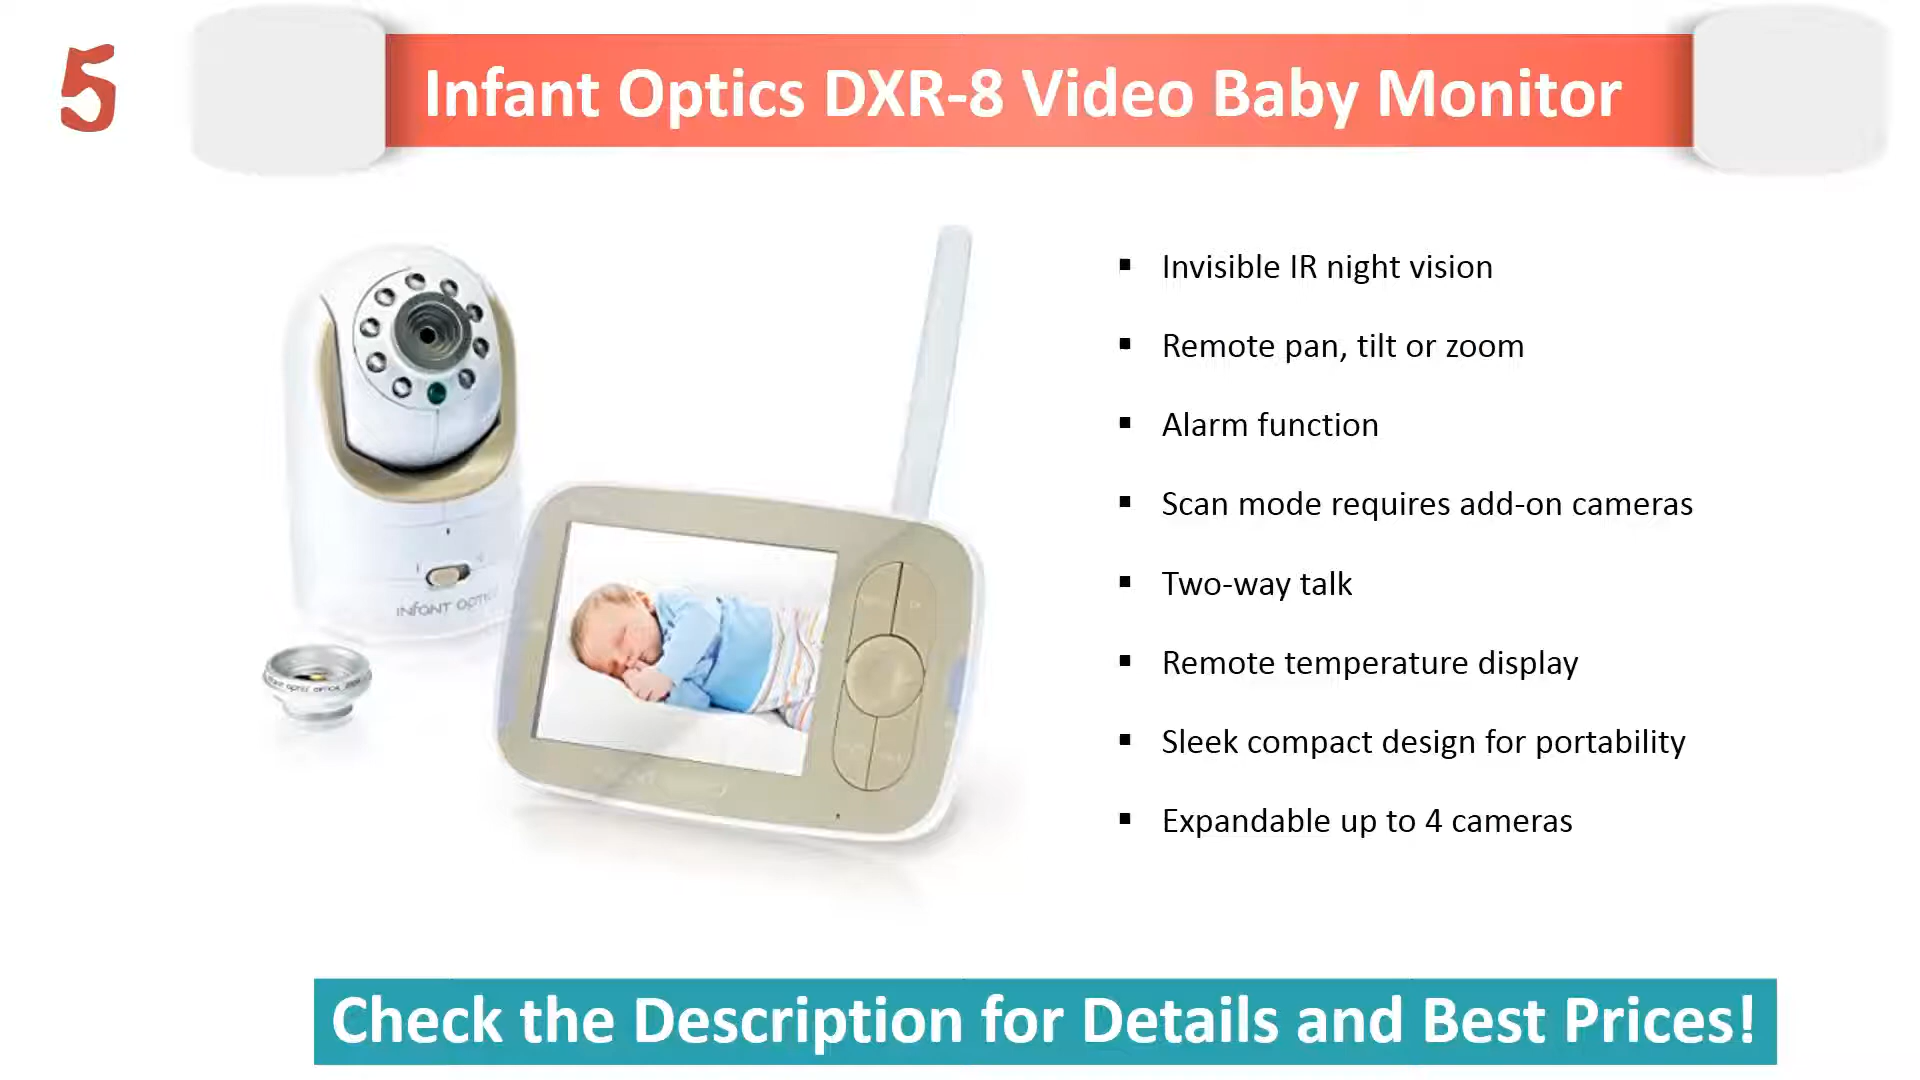 5
Infant Optics DXR-8 Video Baby Monitor
Invisible IR night vision
Remote pan, tilt or zoom
Alarm function
Scan mode requires add-on cameras
Two-way talk
Remote temperature display
Sleek compact design for portability
Expandable up to 4 cameras
INFANT
Check the Description for Details and Best Prices!